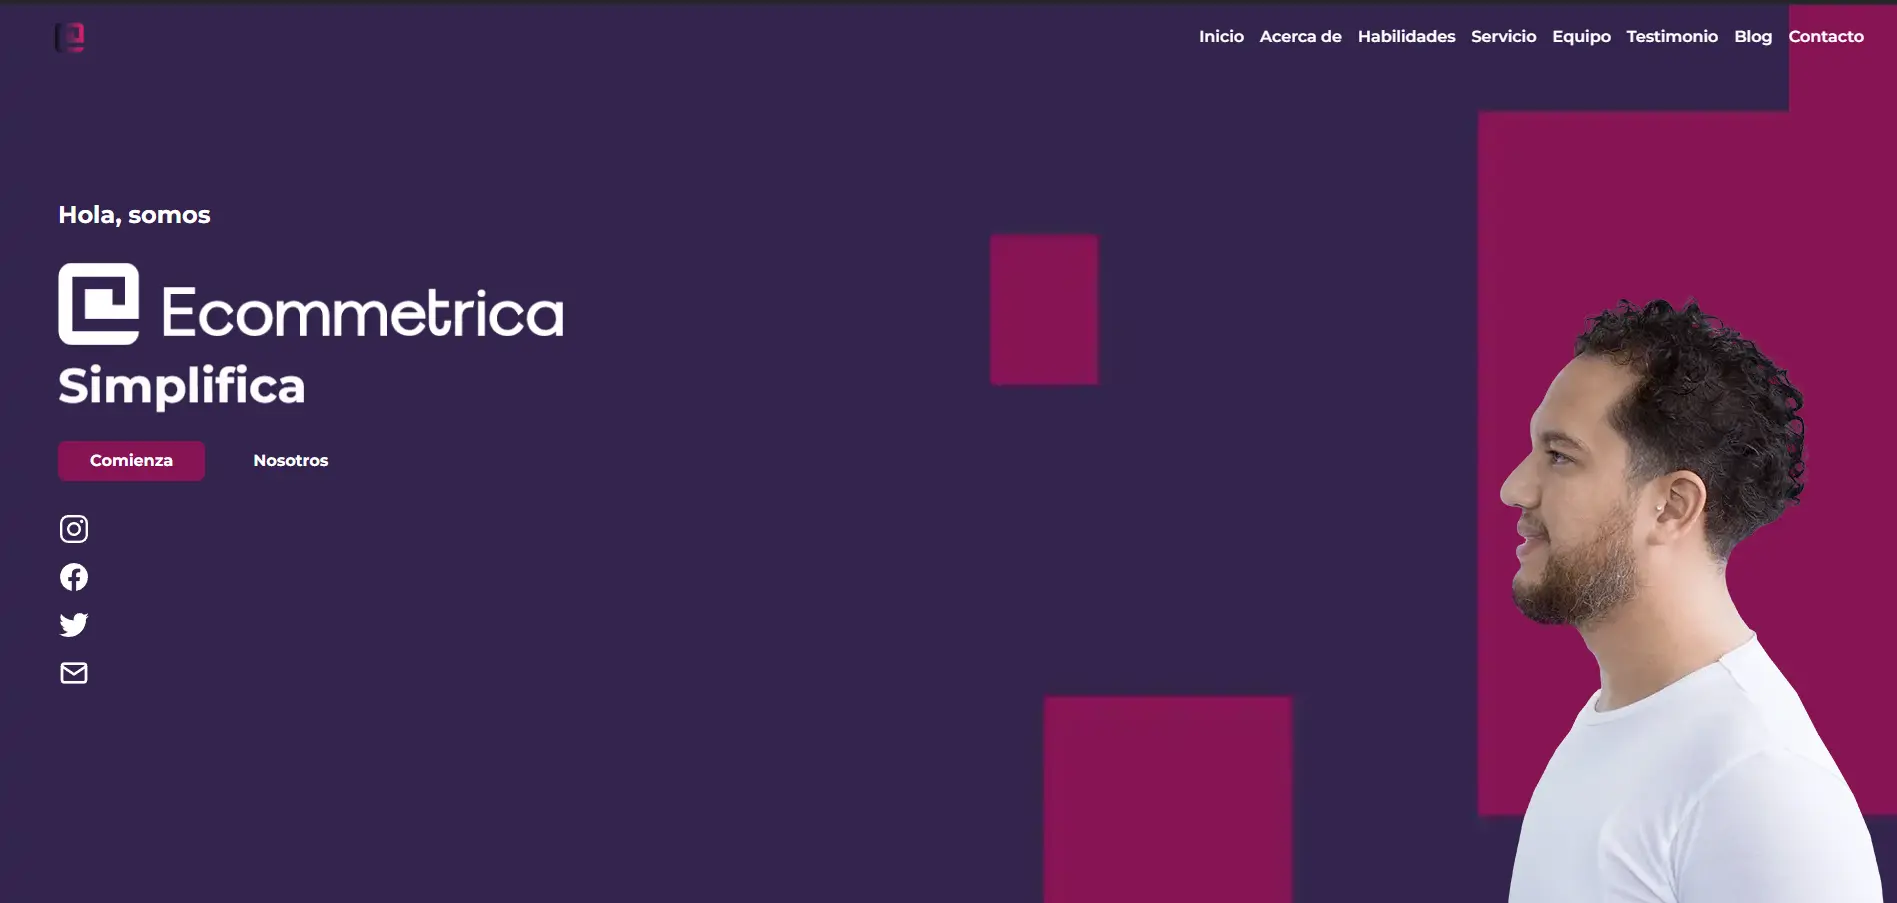 Inicio Acerca de Habilidades Servicio Equipo Testimonio Blog Contacto
Hola, somos
Ecommetrica
Simplifica
Comienza Nosotros